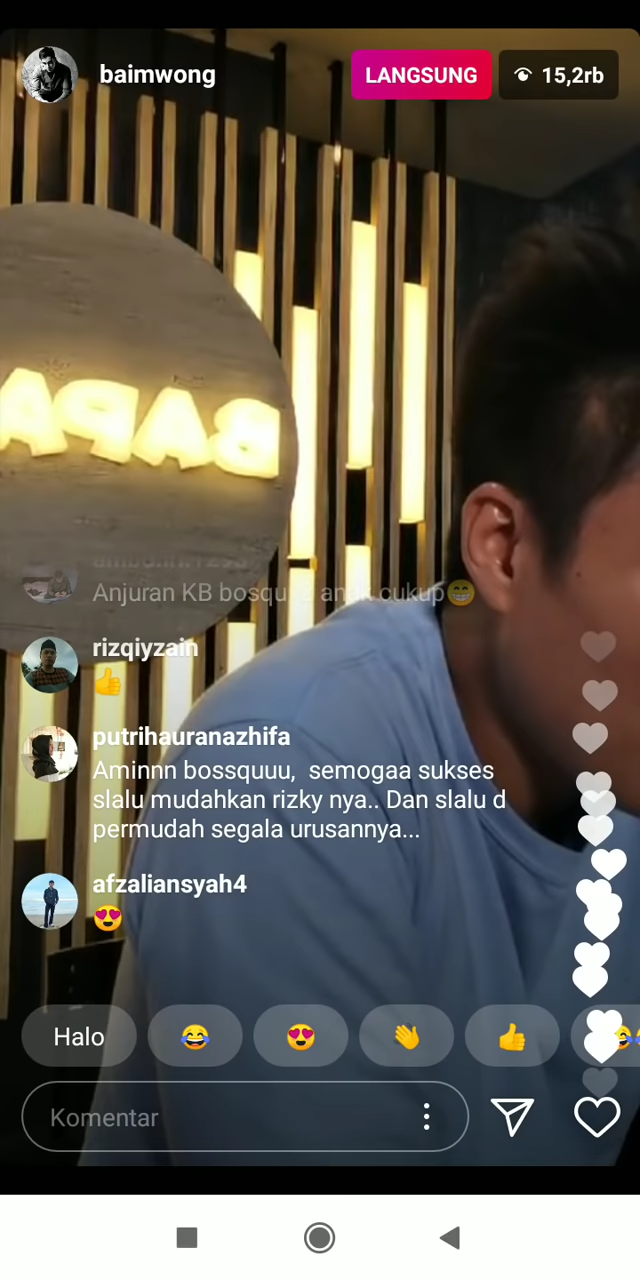 baimwong
LANGSUNG
15,2rb
BAPA
Anjuran KB bosqu cukup😁
rizqiyzain
👍
putrihauranazhifa
Aminnn bossquuu, semogaa sukses
slalu mudahkan rizky nya.. Dan slalu d
permudah segala urusannya...
afzaliansyah4
😍
Halo 😂 😍 👋 👍
Komentar